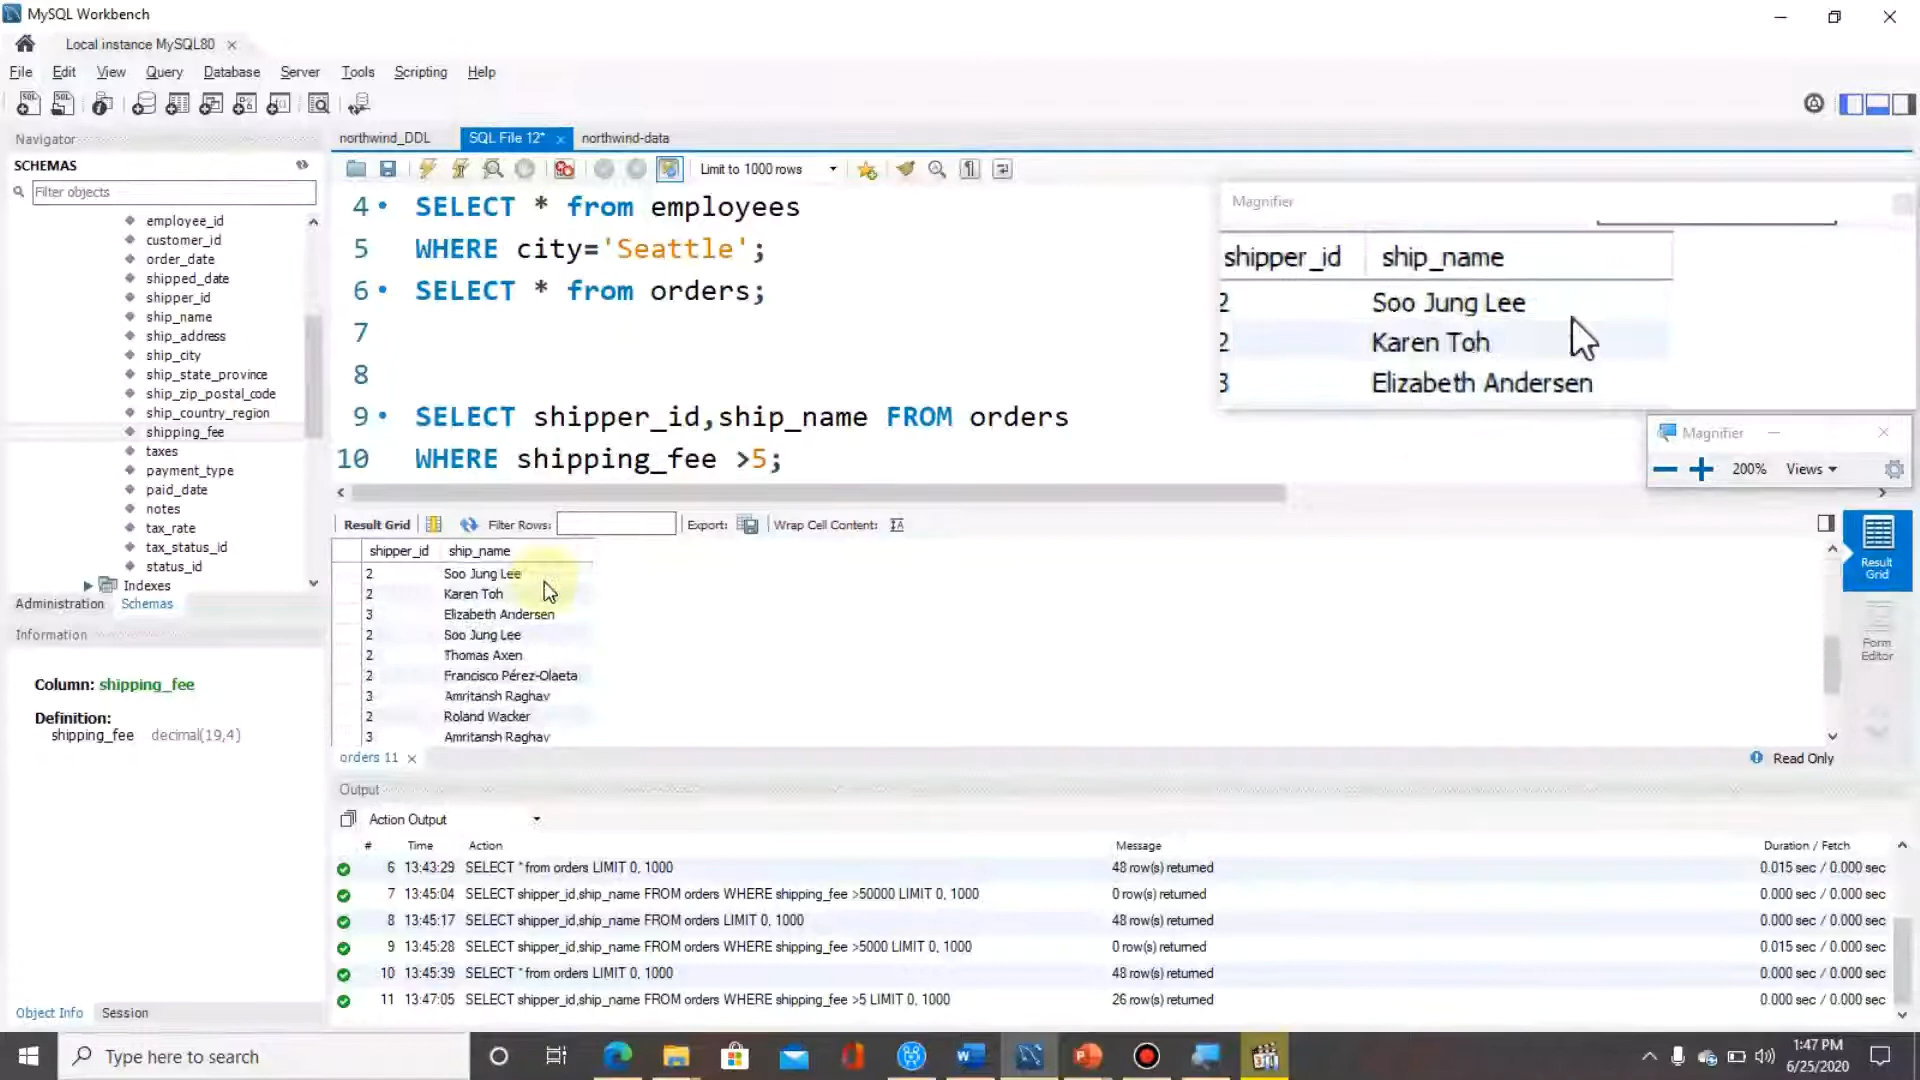 MySQL Workbench
Local instance MySQL80
File Edit View Query Database Server Tools Scripting Help
Navigator
SCHEMAS
Filter objects
employee_id
customer_id
order_date
shipped_date
shipper_id
ship_name
ship_address
ship_city
ship_state_province
ship_zip_postal_code
ship_country_region
shipping_fee
taxes
payment_type
paid_date
notes
tax_rate
tax_status_id
status_id
Indexes
Administration Schemas
Information
Column: shipping_fee
Definition:
shipping_fee decimal(19,4)
Object Info Session
northwind_DDL SQL File 12* northwind-data
Limit to 1000 rows
4 SELECT * from employees
5 WHERE city='Seattle';
6 SELECT * from orders;
7
8
9 SELECT shipper_id,ship_name FROM orders
10 WHERE shipping_fee >5;
Magnifier
shipper_id ship_name
2 Soo Jung Lee
2 Karen Toh
3 Elizabeth Andersen
Magnifier
200% Views
Result Grid Filter Rows: Export: Wrap Cell Content:
shipper_id ship_name
2 Soo Jung Lee
2 Karen Toh
3 Elizabeth Andersen
2 Soo Jung Lee
2 Thomas Axen
2 Francisco Pérez-Olaeta
3 Amritansh Raghav
2 Roland Wacker
3 Amritansh Raghav
Result
Grid
Form
Editor
orders 11
Read Only
Output
Action Output
# Time Action Message Duration / Fetch
6 13:43:29 SELECT * from orders LIMIT 0, 1000 48 row(s) returned 0.015 sec / 0.000 sec
7 13:45:04 SELECT shipper_id,ship_name FROM orders WHERE shipping_fee >50000 LIMIT 0, 1000 0 row(s) returned 0.000 sec / 0.000 sec
8 13:45:17 SELECT shipper_id,ship_name FROM orders LIMIT 0, 1000 48 row(s) returned 0.000 sec / 0.000 sec
9 13:45:28 SELECT shipper_id,ship_name FROM orders WHERE shipping_fee >5000 LIMIT 0, 1000 0 row(s) returned 0.015 sec / 0.000 sec
10 13:45:39 SELECT * from orders LIMIT 0, 1000 48 row(s) returned 0.000 sec / 0.000 sec
11 13:47:05 SELECT shipper_id,ship_name FROM orders WHERE shipping_fee >5 LIMIT 0, 1000 26 row(s) returned 0.000 sec / 0.000 sec
Type here to search
1:47 PM
6/25/2020